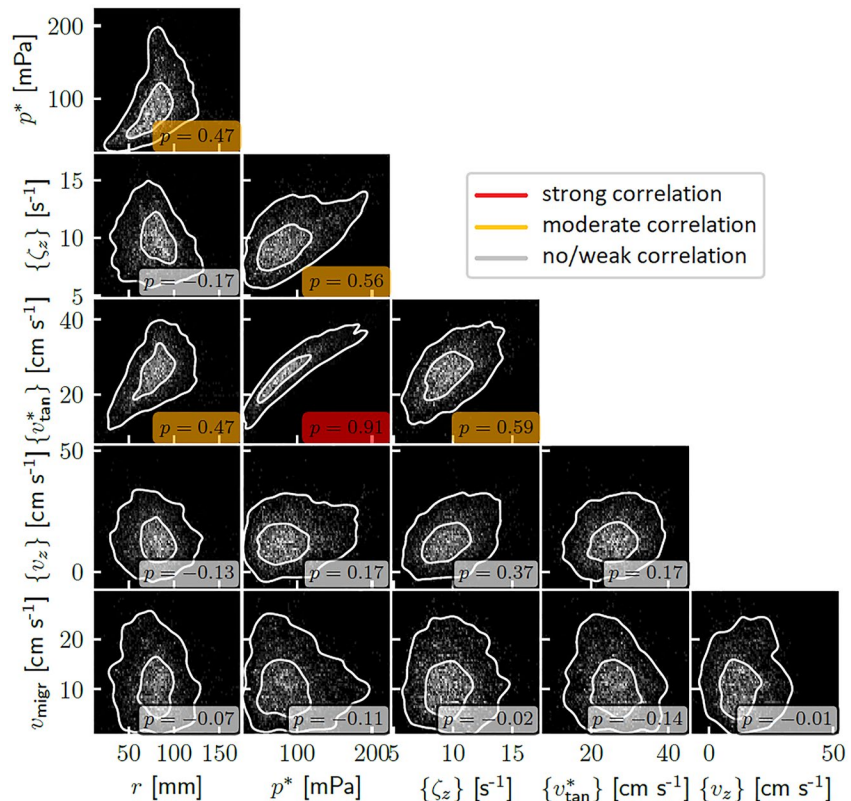 200
100
p* [mPa]
p = 0.47
15
10
5
{ζz} [s-1]
p = −0.17
p = 0.56
strong correlation
moderate correlation
no/weak correlation
40
20
{v*tan} [cm s-1]
p = 0.47
p = 0.91
p = 0.59
50
0
{vz} [cm s-1]
p = −0.13
p = 0.17
p = 0.37
p = 0.17
20
10
vmigr [cm s-1]
p = −0.07
p = −0.11
p = −0.02
p = −0.14
p = −0.01
50 100 150 100 200 5 10 15 20 40 0 50
r [mm] p* [mPa] {ζz} [s-1] {v*tan} [cm s-1] {vz} [cm s-1]